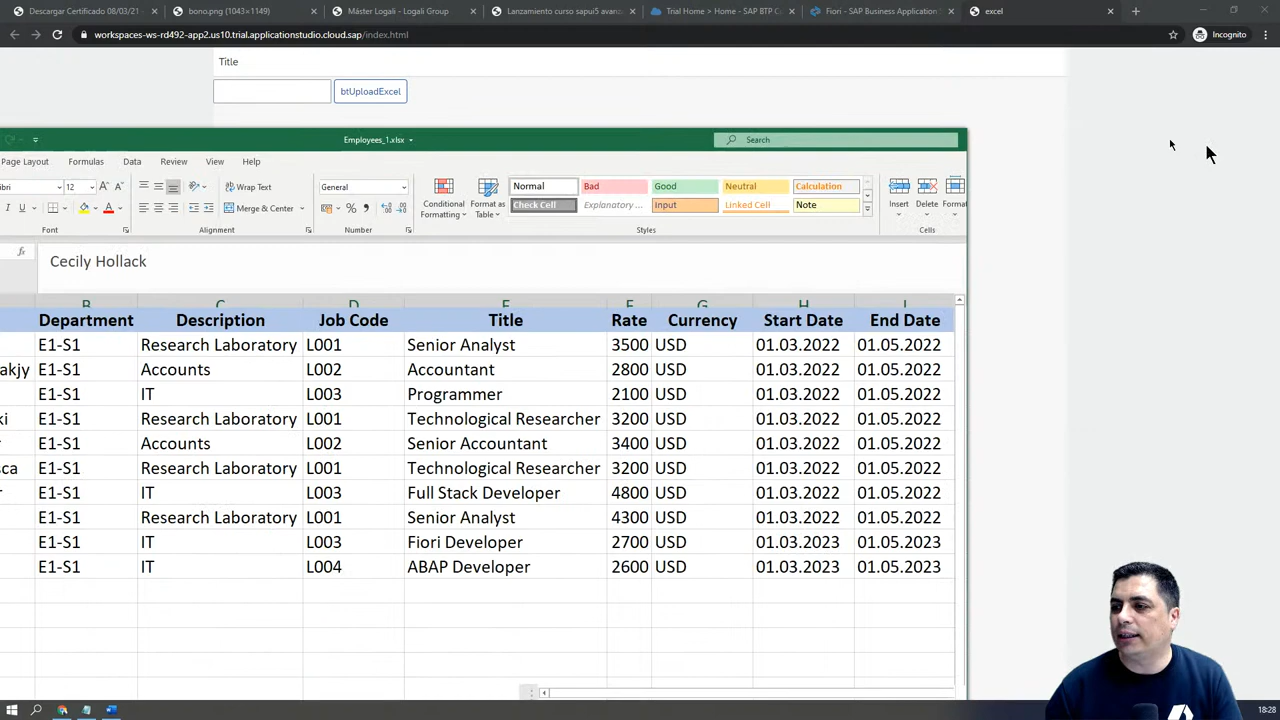 Descargar Certificado 08/03/21 -
bono.png (1043×1149)
Máster Logali - Logali Group
Lanzamiento curso sapui5 avanz
Trial Home > Home - SAP BTP C
Fiori - SAP Business Application S
excel
workspaces-ws-rd492-app2.us10.trial.applicationstudio.cloud.sap/index.html
Incognito
Title
btUploadExcel
Employees_1.xlsx
Search
Page Layout Formulas Data Review View Help
12 Wrap Text General Conditional Formatting Format as Table Normal Bad Good Neutral Calculation Insert Delete Format
Merge & Center Check Cell Explanatory ... Input Linked Cell Note
Font Alignment Number Styles Cells
fx Cecily Hollack
B C D E F G H I
Department Description Job Code Title Rate Currency Start Date End Date
E1-S1 Research Laboratory L001 Senior Analyst 3500 USD 01.03.2022 01.05.2022
akjy E1-S1 Accounts L002 Accountant 2800 USD 01.03.2022 01.05.2022
E1-S1 IT L003 Programmer 2100 USD 01.03.2022 01.05.2022
ki E1-S1 Research Laboratory L001 Technological Researcher 3200 USD 01.03.2022 01.05.2022
r E1-S1 Accounts L002 Senior Accountant 3400 USD 01.03.2022 01.05.2022
sca E1-S1 Research Laboratory L001 Technological Researcher 3200 USD 01.03.2022 01.05.2022
r E1-S1 IT L003 Full Stack Developer 4800 USD 01.03.2022 01.05.2022
E1-S1 Research Laboratory L001 Senior Analyst 4300 USD 01.03.2022 01.05.2022
E1-S1 IT L003 Fiori Developer 2700 USD 01.03.2023 01.05.2023
E1-S1 IT L004 ABAP Developer 2600 USD 01.03.2023 01.05.2023
18:28